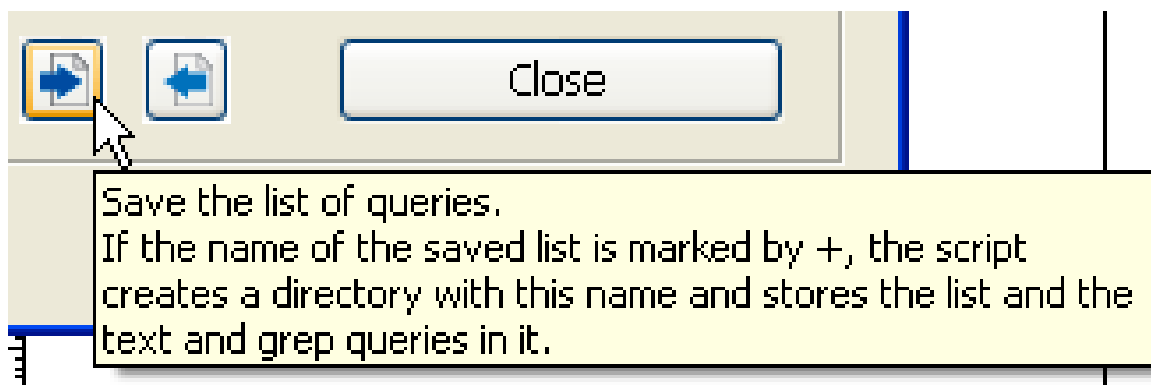 Close
Save the list of queries.
If the name of the saved list is marked by +, the script
creates a directory with this name and stores the list and the
text and grep queries in it.